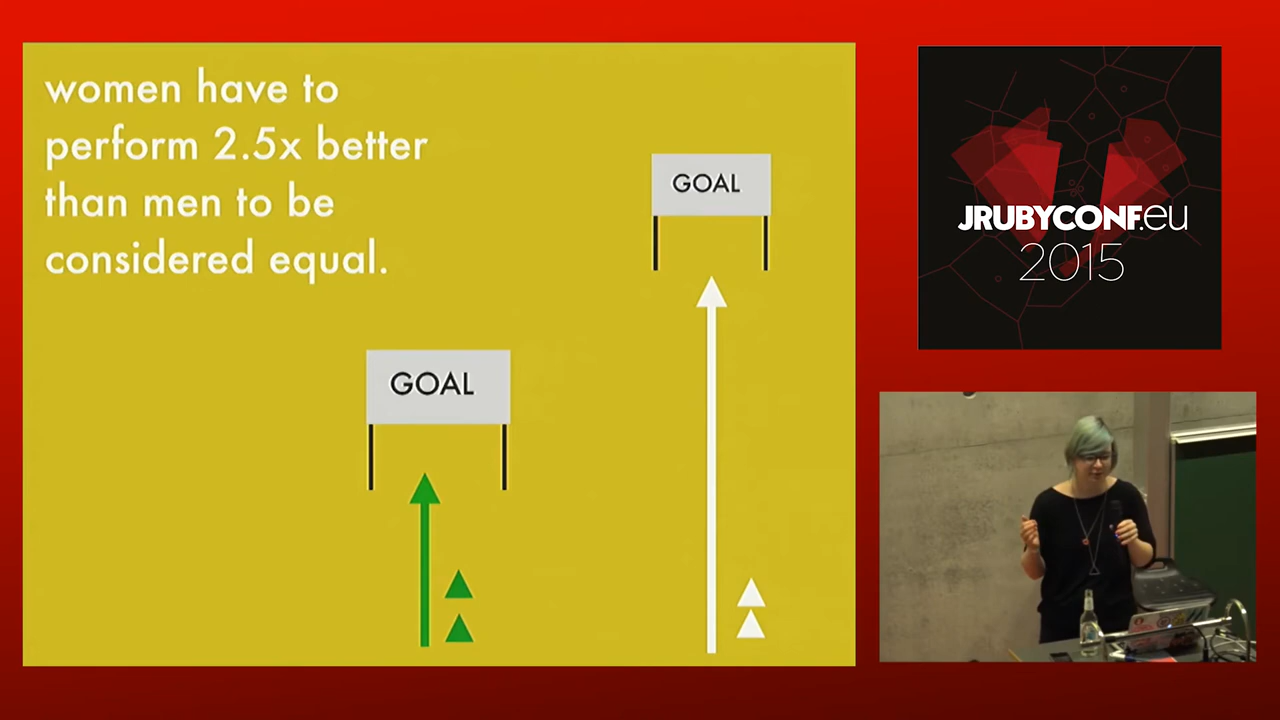 women have to
perform 2.5x better
than men to be
considered equal.
GOAL
GOAL
JRUBYCONF.eu
2015